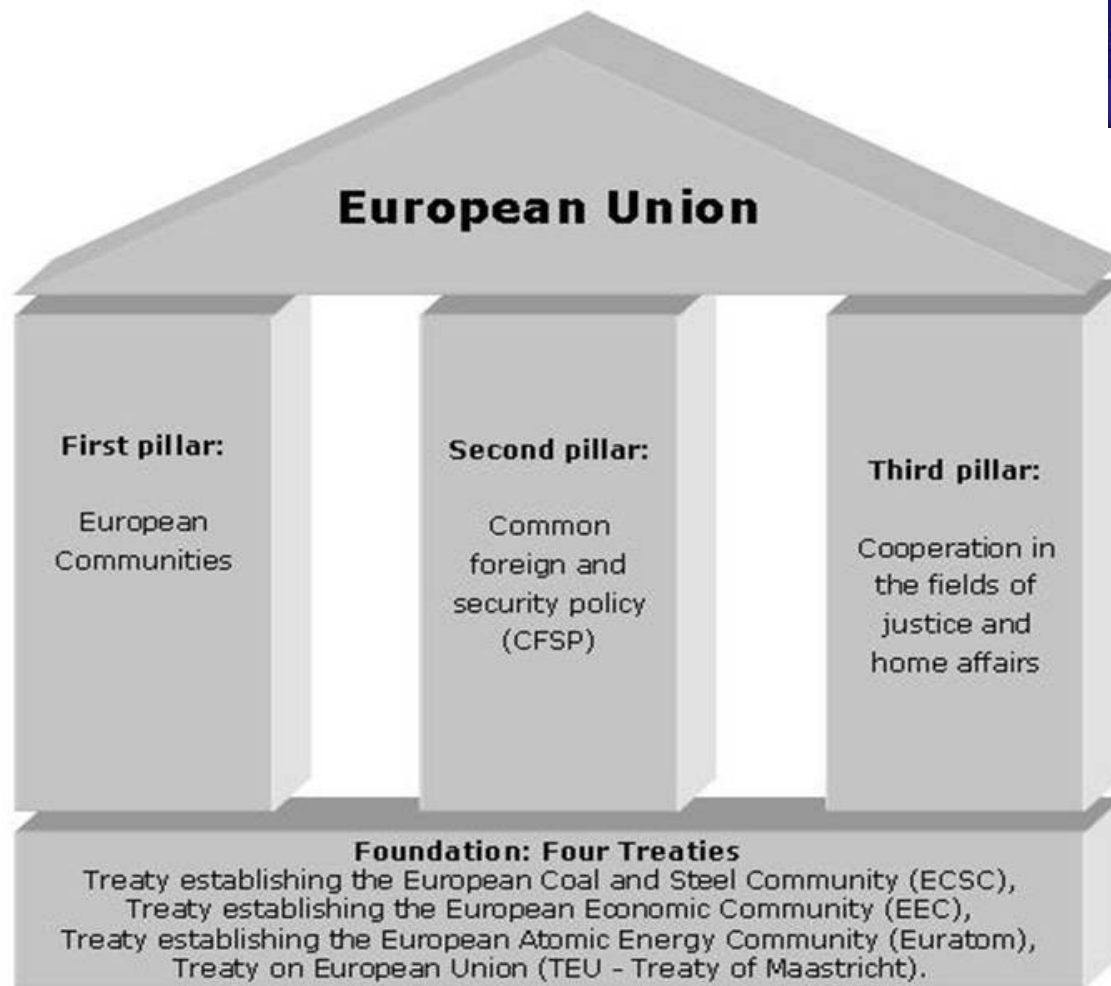 European Union
First pillar:
European
Communities
Second pillar:
Common
foreign and
security policy
(CFSP)
Third pillar:
Cooperation in
the fields of
justice and
home affairs
Foundation: Four Treaties
Treaty establishing the European Coal and Steel Community (ECSC),
Treaty establishing the European Economic Community (EEC),
Treaty establishing the European Atomic Energy Community (Euratom),
Treaty on European Union (TEU - Treaty of Maastricht).